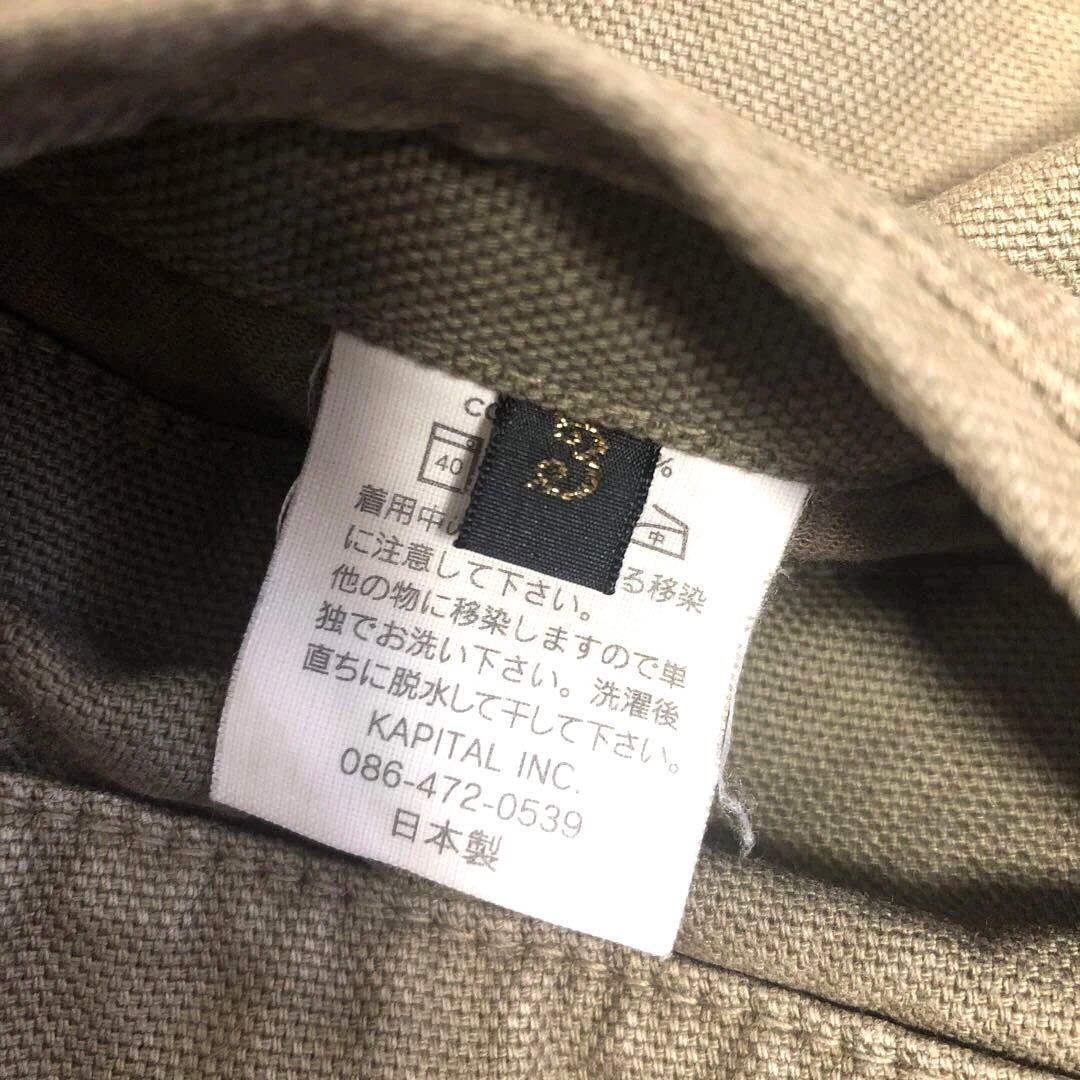 3
40
%
中
着用中
る移染
に注意して下さい。
他の物に移染しますので単
独でお洗い下さい。洗濯後
直ちに脱水して干して下さい。
KAPITAL INC.
086-472-0539
日本製